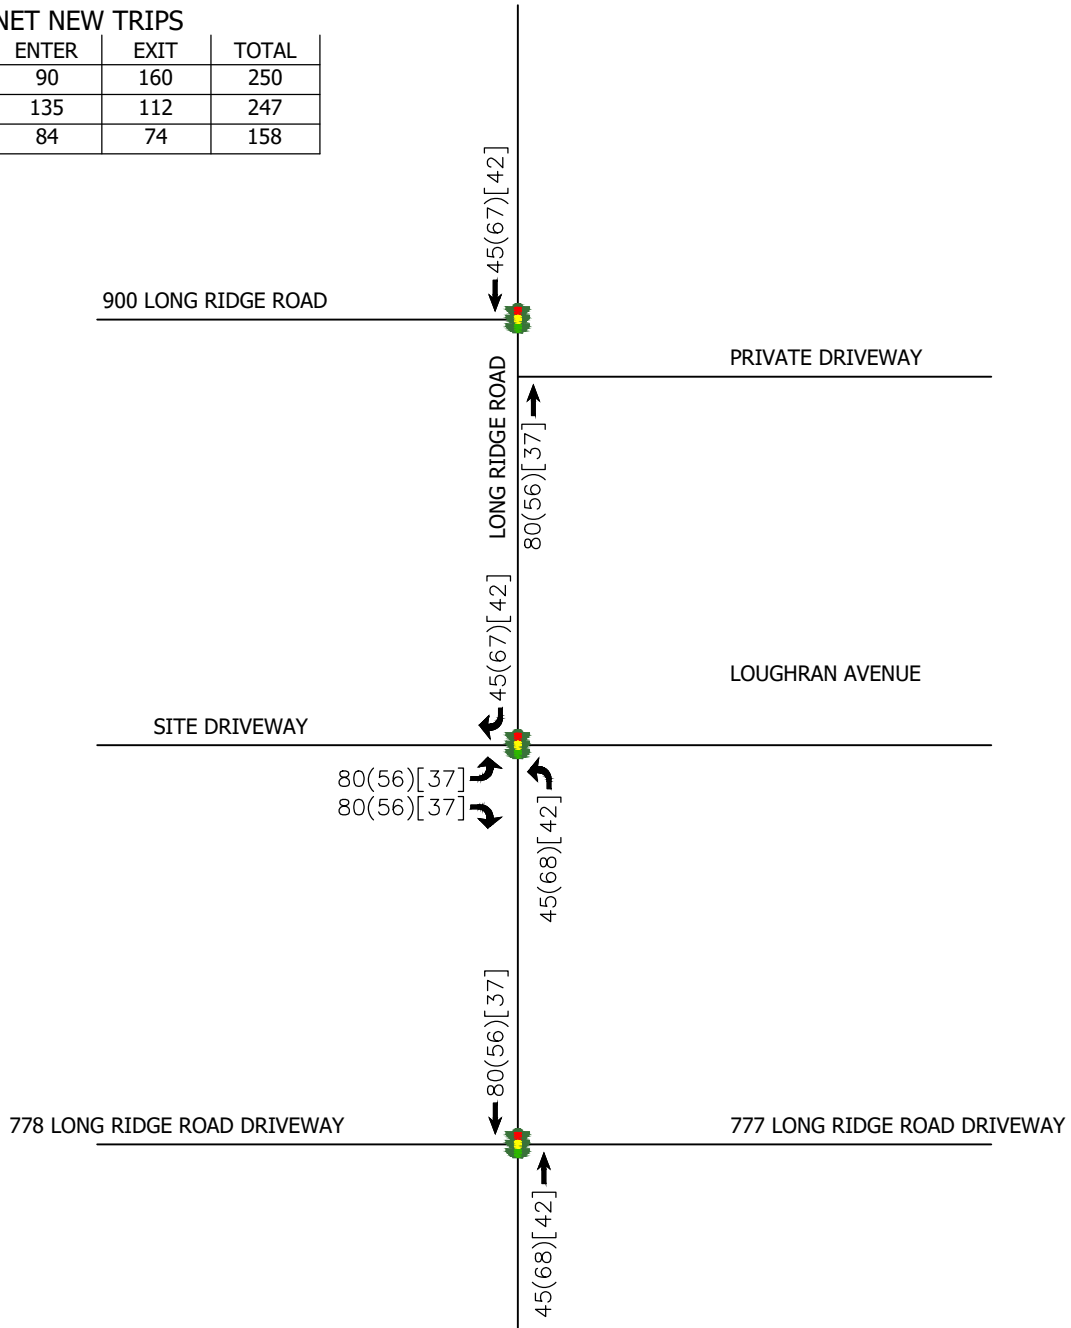 NET NEW TRIPS
ENTER EXIT TOTAL
90 160 250
135 112 247
84 74 158
45(67)[42]
900 LONG RIDGE ROAD
PRIVATE DRIVEWAY
LONG RIDGE ROAD
80(56)[37]
45(67)[42]
LOUGHRAN AVENUE
SITE DRIVEWAY
80(56)[37]
80(56)[37]
45(68)[42]
80(56)[37]
778 LONG RIDGE ROAD DRIVEWAY
777 LONG RIDGE ROAD DRIVEWAY
45(68)[42]